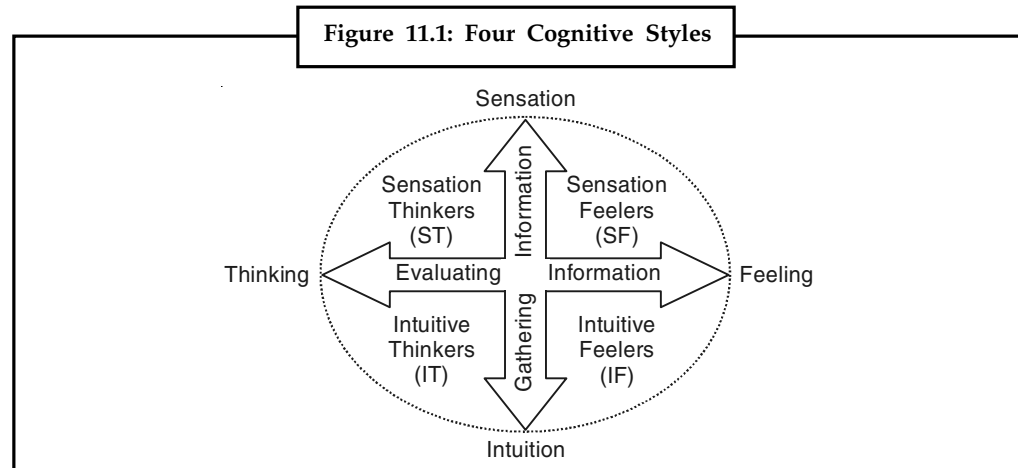 Figure 11.1: Four Cognitive Styles
Sensation
Sensation
Thinkers
(ST)
Information
Sensation
Feelers
(SF)
Thinking
Evaluating
Information
Feeling
Intuitive
Thinkers
(IT)
Gathering
Intuitive
Feelers
(IF)
Intuition